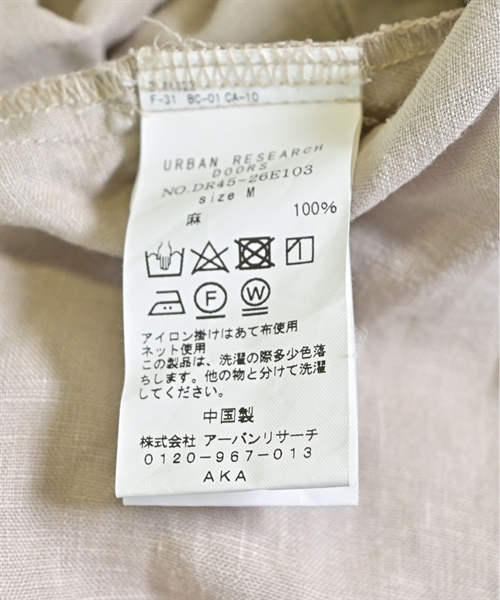 F-31 BC-01 CA-10
URBAN RESEARCH
DOORS
NO.DR45-26E103
size M
麻 100%
F W
アイロン掛けはあて布使用
ネット使用
この製品は、洗濯の際多少色落
ちします。他の物と分けて洗濯
してください。
中国製
株式会社 アーバンリサーチ
0120-967-013
AKA